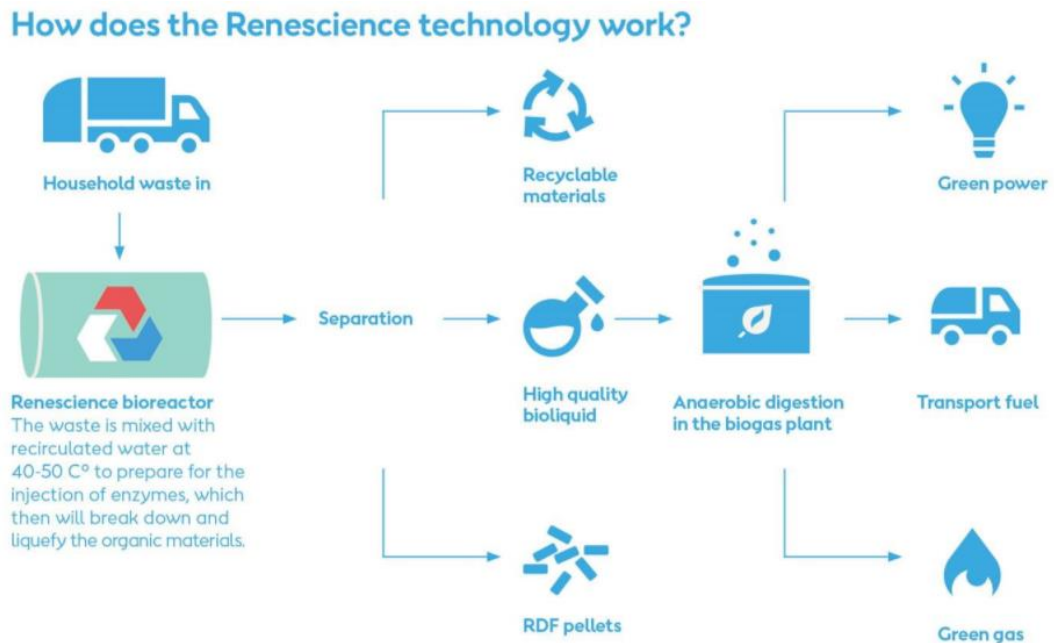 How does the Renescience technology work?
Household waste in
Renescience bioreactor
The waste is mixed with
recirculated water at
40-50 C° to prepare for the
injection of enzymes, which
then will break down and
liquefy the organic materials.
Separation
Recyclable
materials
High quality
bioliquid
RDF pellets
Anaerobic digestion
in the biogas plant
Green power
Transport fuel
Green gas